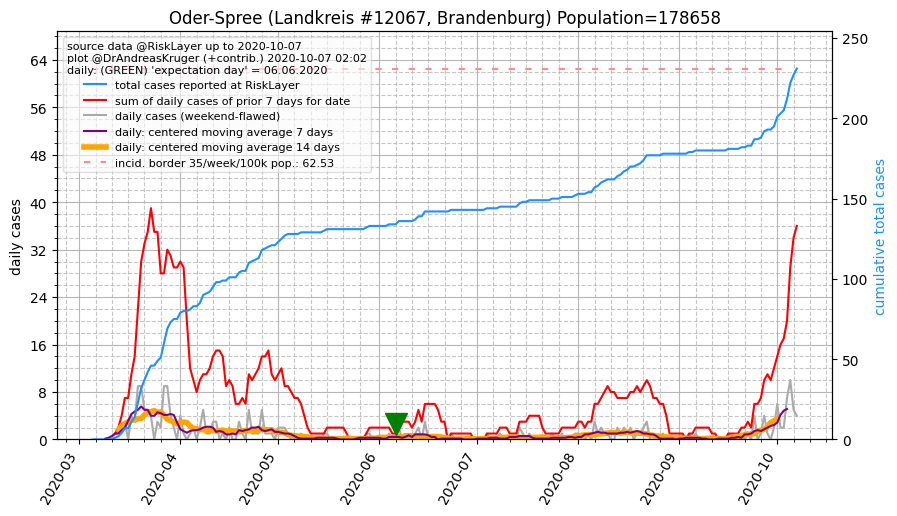 Oder-Spree (Landkreis #12067, Brandenburg) Population=178658
source data @RiskLayer up to 2020-10-07
plot @DrAndreasKruger (+contrib.) 2020-10-07 02:02
daily: (GREEN) 'expectation day' = 06.06.2020
total cases reported at RiskLayer
sum of daily cases of prior 7 days for date
daily cases (weekend-flawed)
daily: centered moving average 7 days
daily: centered moving average 14 days
incid. border 35/week/100k pop.: 62.53
daily cases
64
56
48
40
32
24
16
8
0
250
200
150
100
50
0
cumulative total cases
2020-03
2020-04
2020-05
2020-06
2020-07
2020-08
2020-09
2020-10